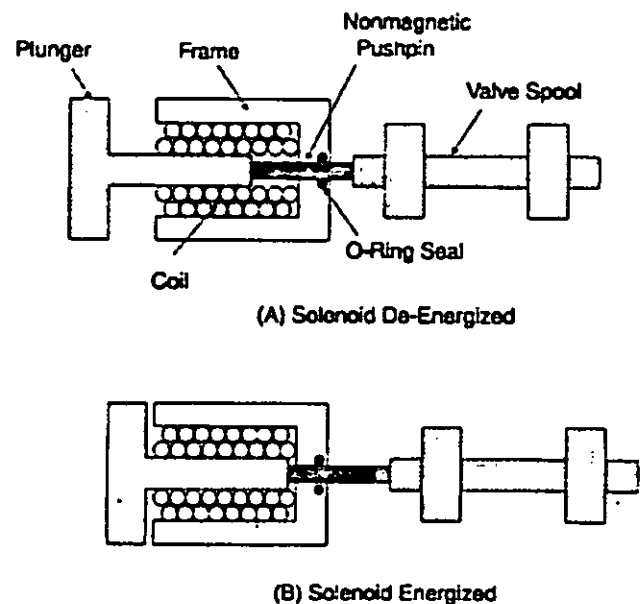 Nonmagnetic
Pushpin
Plunger
Frame
Valve Spool
O-Ring Seal
Coil
(A) Solenoid De-Energized
(B) Solenoid Energized